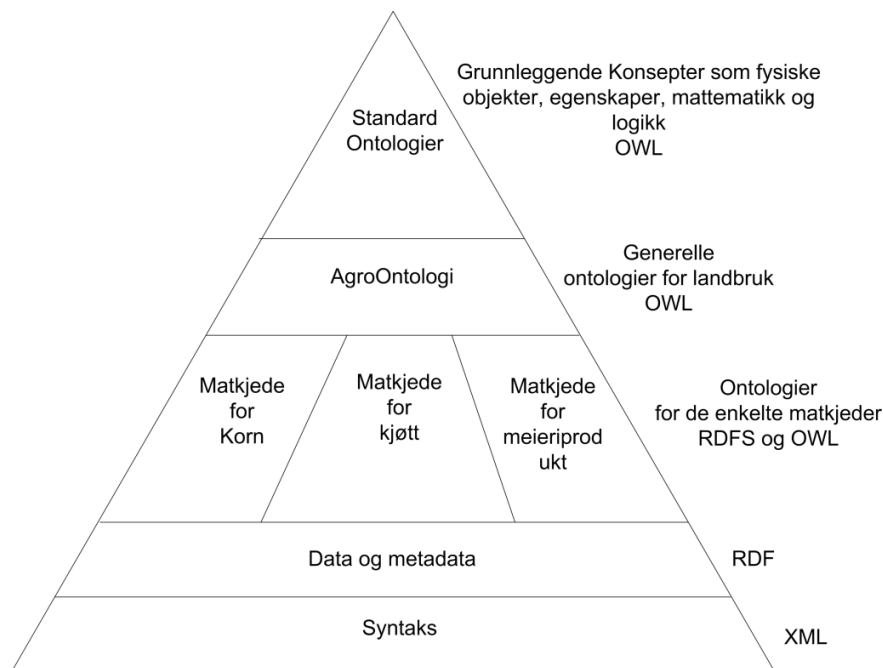 Grunnleggende Konsepter som fysiske
objekter, egenskaper, mattematikk og
logikk
OWL
Standard
Ontologier
Generelle
ontologier for landbruk
OWL
AgroOntologi
Matkjede
for
Korn
Matkjede
for
kjøtt
Matkjede
for
meieriprod
ukt
Ontologier
for de enkelte matkjeder
RDFS og OWL
Data og metadata
RDF
Syntaks
XML